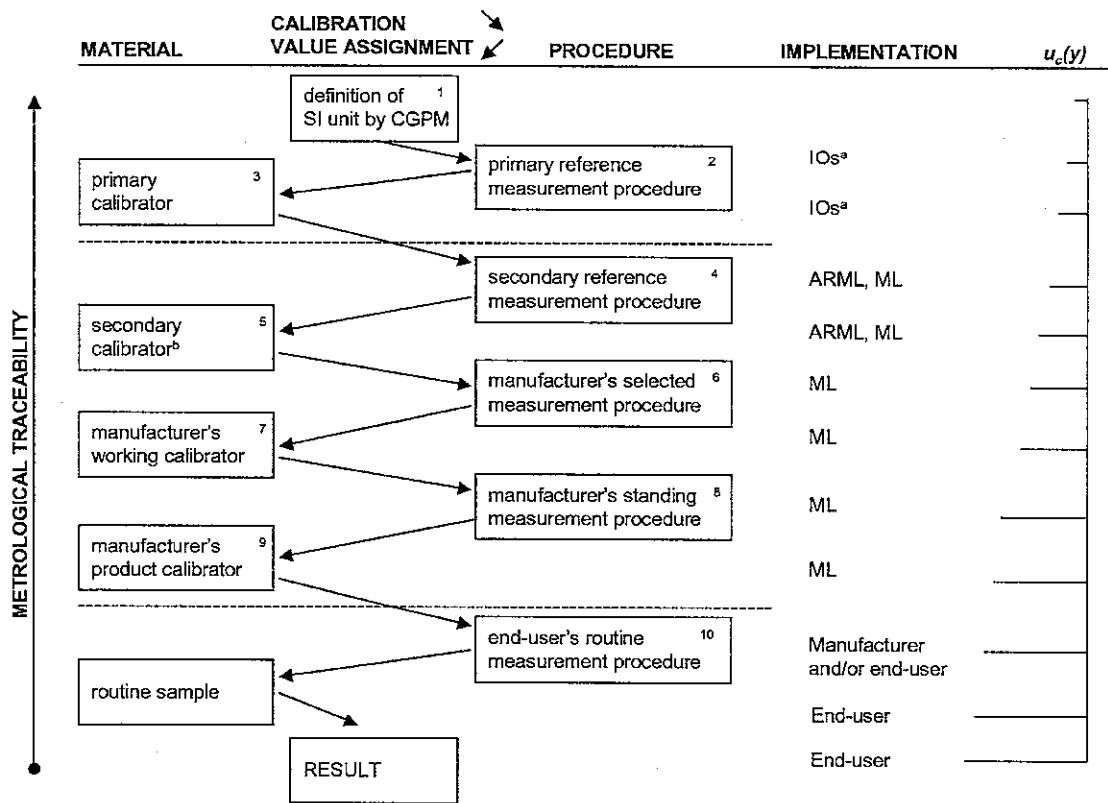 CALIBRATION
MATERIAL VALUE ASSIGNMENT PROCEDURE IMPLEMENTATION u_c(y)
definition of 1
SI unit by CGPM
primary reference 2
measurement procedure
IOsᵃ
primary 3
calibrator
IOsᵃ
secondary reference 4
measurement procedure
ARML, ML
secondary 5
calibratorᵇ
ARML, ML
manufacturer's selected 6
measurement procedure
ML
manufacturer's 7
working calibrator
ML
manufacturer's standing 8
measurement procedure
ML
manufacturer's 9
product calibrator
ML
end-user's routine 10
measurement procedure
Manufacturer
and/or end-user
routine sample
End-user
RESULT
End-user
METROLOGICAL TRACEABILITY